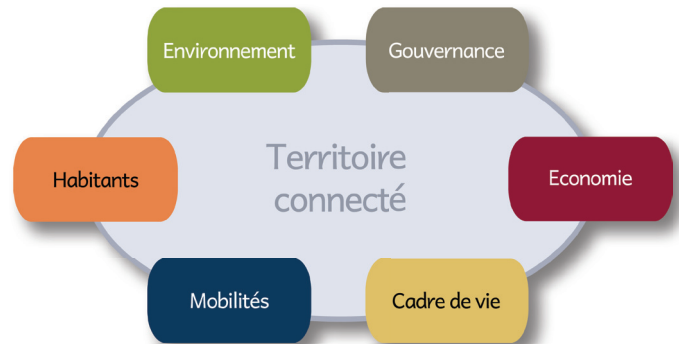 Environnement
Gouvernance
Territoire
connecté
Habitants
Economie
Mobilités
Cadre de vie